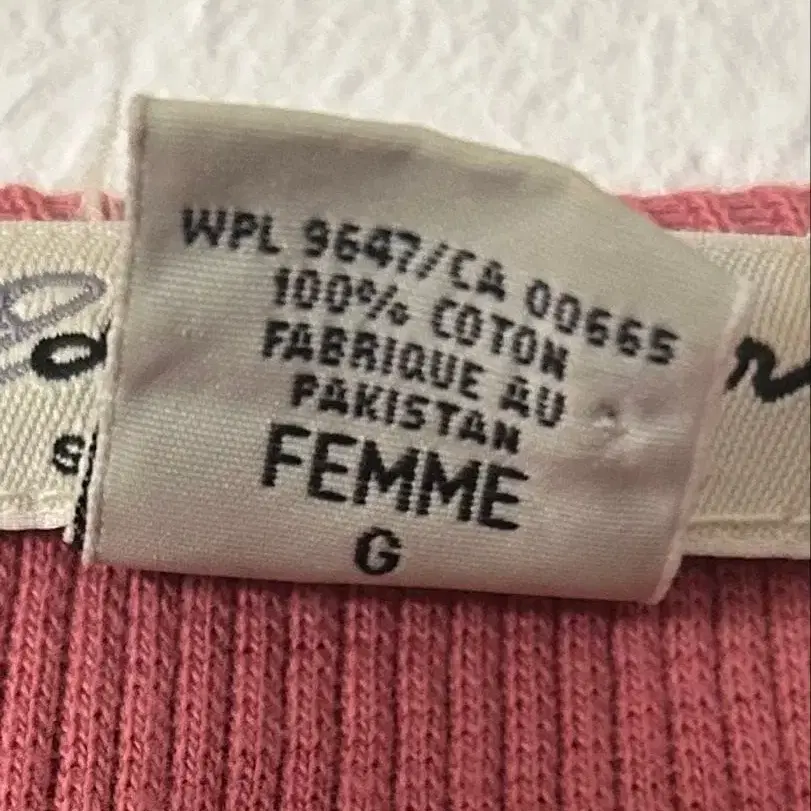 WPL 9647/CA 00665
100% COTON
FABRIQUE AU
PAKISTAN
FEMME
G